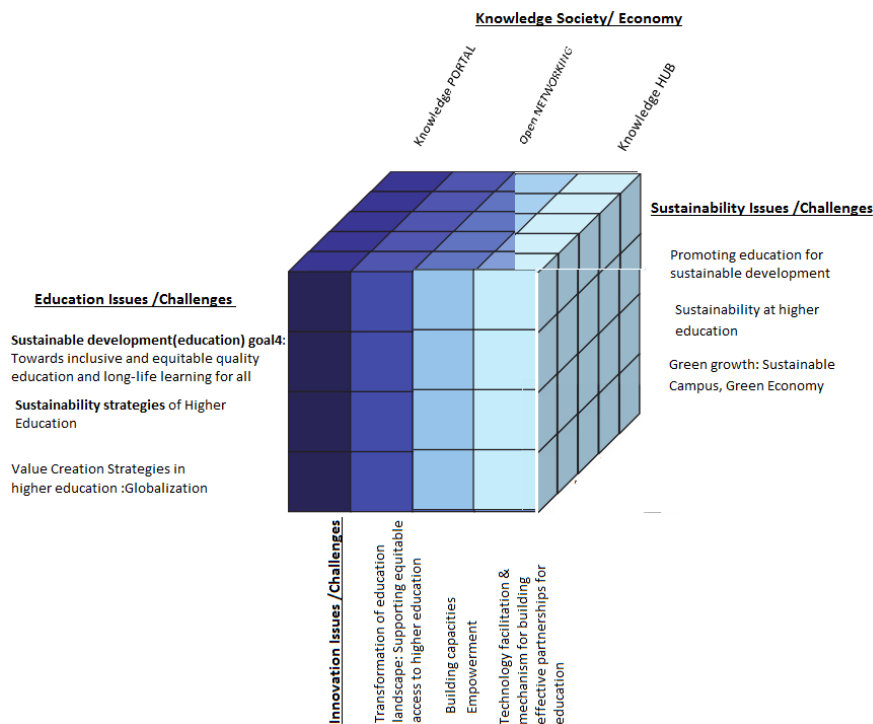 Knowledge Society/ Economy
Knowledge PORTAL
Open NETWORKING
Knowledge HUB
Sustainability Issues /Challenges
Promoting education for
sustainable development
Sustainability at higher
education
Green growth: Sustainable
Campus, Green Economy
Education Issues /Challenges
Sustainable development(education) goal4:
Towards inclusive and equitable quality
education and long-life learning for all
Sustainability strategies of Higher
Education
Value Creation Strategies in
higher education :Globalization
Innovation Issues /Challenges
Transformation of education
landscape: Supporting equitable
access to higher education
Building capacities
Empowerment
Technology facilitation &
mechanism for building
effective partnerships for
education